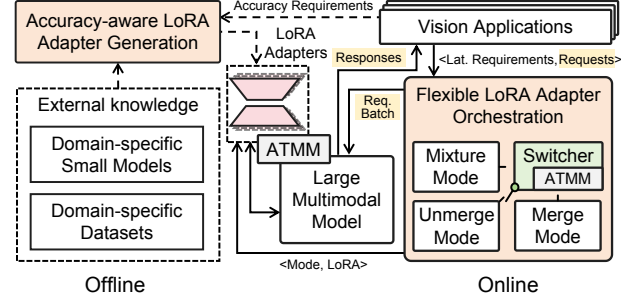 Accuracy-aware LoRA
Adapter Generation
Accuracy Requirements
Vision Applications
LoRA
Adapters
Responses
<Lat. Requirements, Requests>
External knowledge
Domain-specific
Small Models
Domain-specific
Datasets
Req.
Batch
ATMM
Large
Multimodal
Model
Flexible LoRA Adapter
Orchestration
Mixture
Mode
Switcher
ATMM
Unmerge
Mode
Merge
Mode
<Mode, LoRA>
Offline
Online